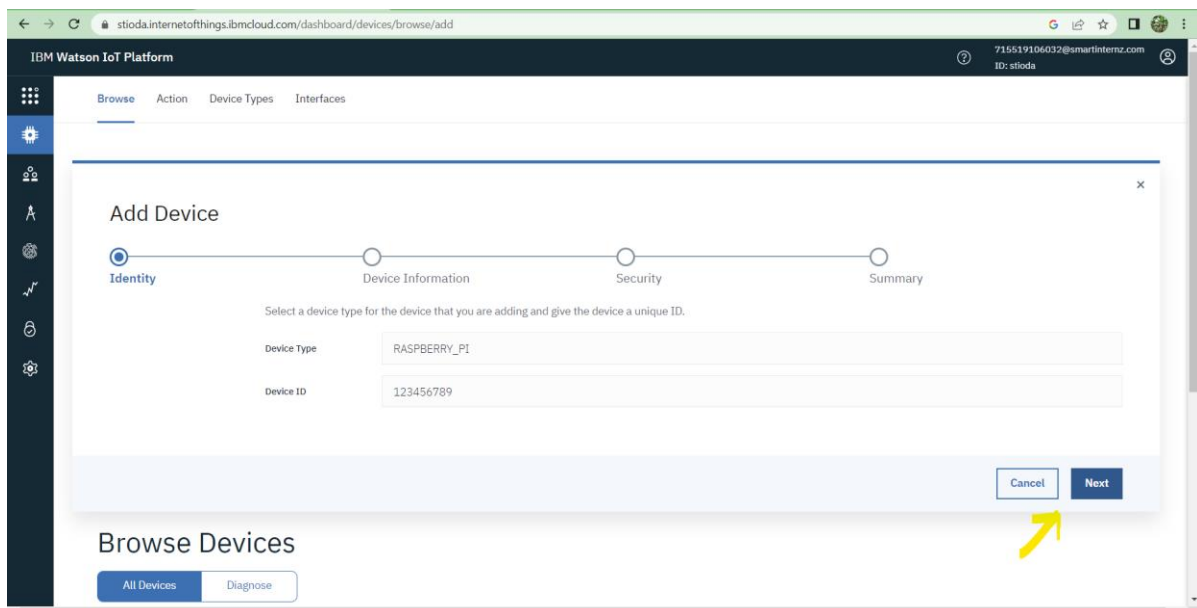 stioda.internetofthings.ibmcloud.com/dashboard/devices/browse/add
IBM Watson IoT Platform
715519106032@smartinternz.com
ID: stioda
Browse Action Device Types Interfaces
Add Device
Identity Device Information Security Summary
Select a device type for the device that you are adding and give the device a unique ID.
Device Type RASPBERRY_PI
Device ID 123456789
Cancel Next
Browse Devices
All Devices Diagnose